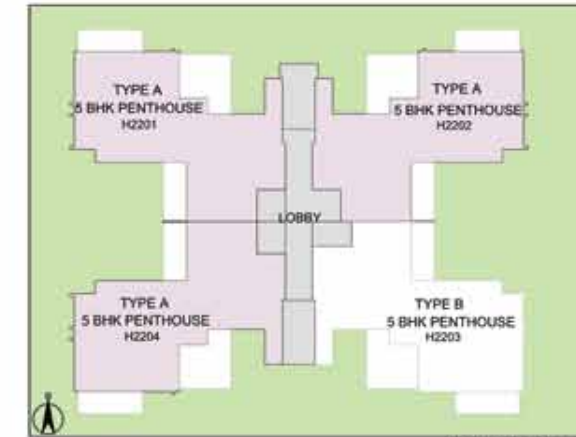 TYPE A
5 BHK PENTHOUSE
H2201
TYPE A
5 BHK PENTHOUSE
H2202
LOBBY
TYPE A
5 BHK PENTHOUSE
H2204
TYPE B
5 BHK PENTHOUSE
H2203